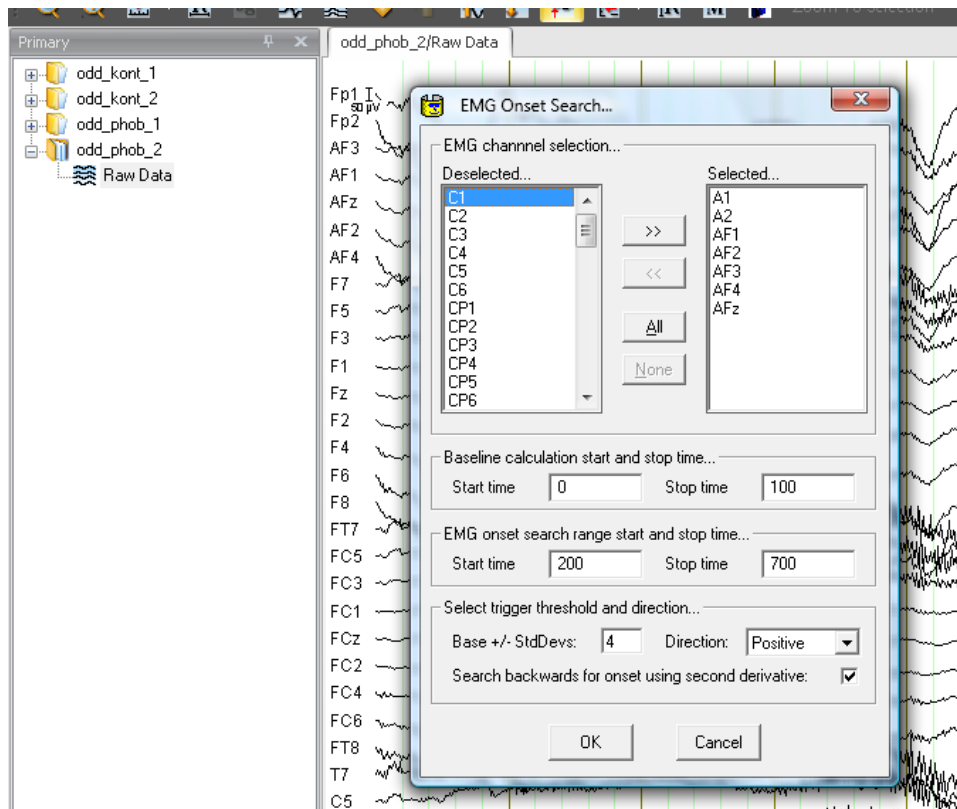 Zoom To Selection
Primary
odd_kont_1
odd_kont_2
odd_phob_1
odd_phob_2
Raw Data
odd_phob_2/Raw Data
Fp1
50 µV
Fp2
AF3
AF1
AFz
AF2
AF4
F7
F5
F3
F1
Fz
F2
F4
F6
F8
FT7
FC5
FC3
FC1
FCz
FC2
FC4
FC6
FT8
T7
C5
EMG Onset Search...
EMG channnel selection...
Deselected...
C1
C2
C3
C4
C5
C6
CP1
CP2
CP3
CP4
CP5
CP6
>>
<<
All
None
Selected...
A1
A2
AF1
AF2
AF3
AF4
AFz
Baseline calculation start and stop time...
Start time 0 Stop time 100
EMG onset search range start and stop time...
Start time 200 Stop time 700
Select trigger threshold and direction...
Base +/- StdDevs: 4 Direction: Positive
Search backwards for onset using second derivative:
OK Cancel